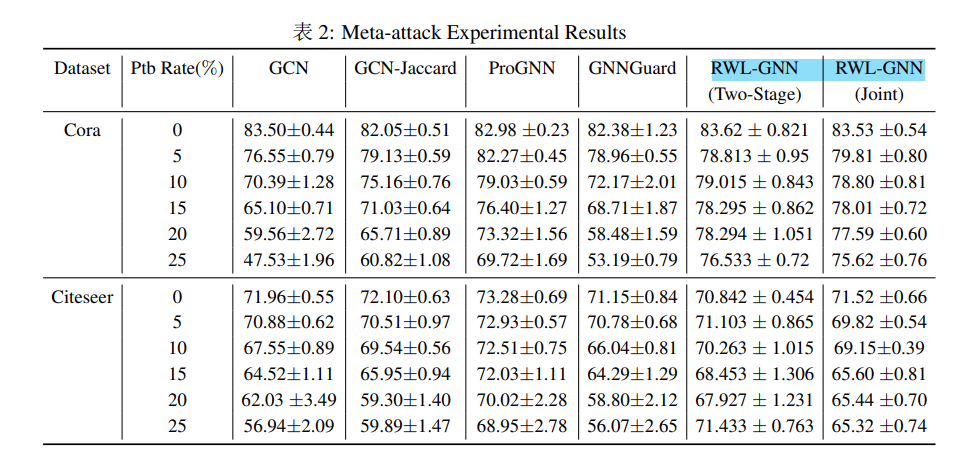 表 2: Meta-attack Experimental Results
Dataset Ptb Rate(%) GCN GCN-Jaccard ProGNN GNNGuard RWL-GNN RWL-GNN
(Two-Stage) (Joint)
Cora 0 83.50±0.44 82.05±0.51 82.98 ±0.23 82.38±1.23 83.62 ± 0.821 83.53 ±0.54
5 76.55±0.79 79.13±0.59 82.27±0.45 78.96±0.55 78.813 ± 0.95 79.81 ±0.80
10 70.39±1.28 75.16±0.76 79.03±0.59 72.17±2.01 79.015 ± 0.843 78.80 ±0.81
15 65.10±0.71 71.03±0.64 76.40±1.27 68.71±1.87 78.295 ± 0.862 78.01 ±0.72
20 59.56±2.72 65.71±0.89 73.32±1.56 58.48±1.59 78.294 ± 1.051 77.59 ±0.60
25 47.53±1.96 60.82±1.08 69.72±1.69 53.19±0.79 76.533 ± 0.72 75.62 ±0.76
Citeseer 0 71.96±0.55 72.10±0.63 73.28±0.69 71.15±0.84 70.842 ± 0.454 71.52 ±0.66
5 70.88±0.62 70.51±0.97 72.93±0.57 70.78±0.68 71.103 ± 0.865 69.82 ±0.54
10 67.55±0.89 69.54±0.56 72.51±0.75 66.04±0.81 70.263 ± 1.015 69.15±0.39
15 64.52±1.11 65.95±0.94 72.03±1.11 64.29±1.29 68.453 ± 1.306 65.60 ±0.81
20 62.03 ±3.49 59.30±1.40 70.02±2.28 58.80±2.12 67.927 ± 1.231 65.44 ±0.70
25 56.94±2.09 59.89±1.47 68.95±2.78 56.07±2.65 71.433 ± 0.763 65.32 ±0.74